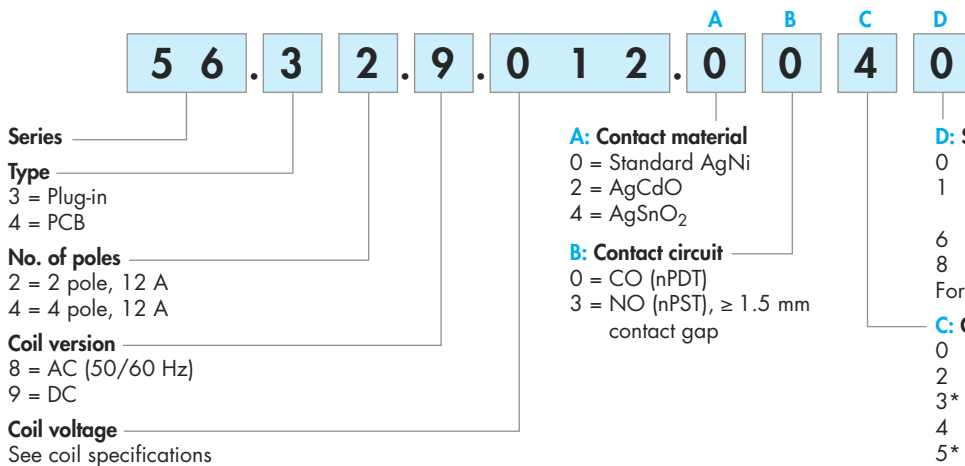 A B C D
5 6 . 3 2 . 9 . 0 1 2 . 0 0 4 0
Series
Type
3 = Plug-in
4 = PCB
No. of poles
2 = 2 pole, 12 A
4 = 4 pole, 12 A
Coil version
8 = AC (50/60 Hz)
9 = DC
Coil voltage
See coil specifications
A: Contact material
0 = Standard AgNi
2 = AgCdO
4 = AgSnO₂
B: Contact circuit
0 = CO (nPDT)
3 = NO (nPST), ≥ 1.5 mm
contact gap
D:
0
1
6
8
For
C:
0
2
3*
4
5*